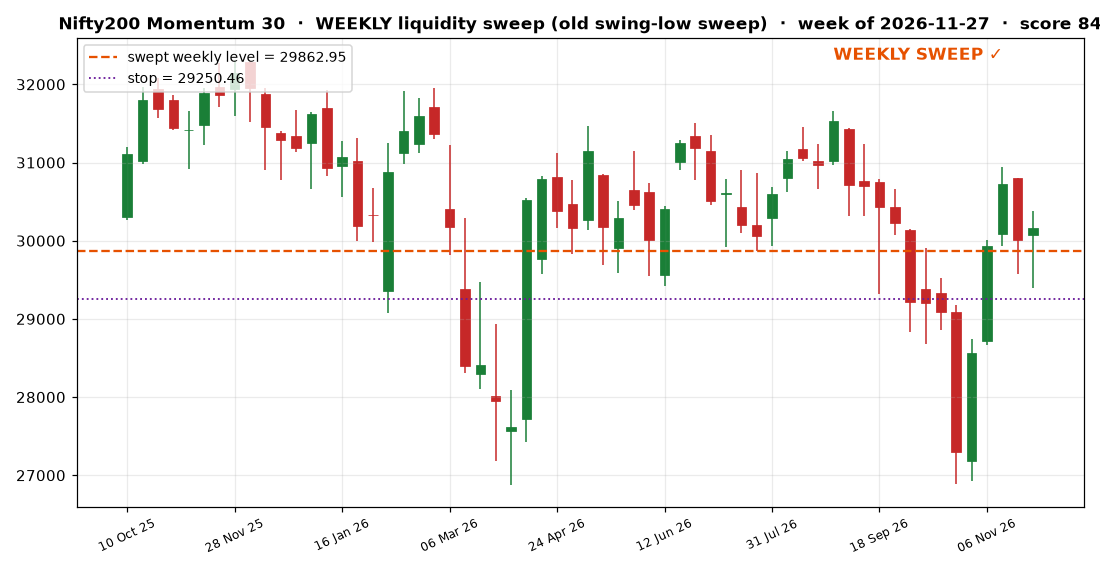 Nifty200 Momentum 30 · WEEKLY liquidity sweep (old swing-low sweep) · week of 2026-11-27 · score 84
swept weekly level = 29862.95
stop = 29250.46
WEEKLY SWEEP ✓
32000
31000
30000
29000
28000
27000
10 Oct 25
28 Nov 25
16 Jan 26
06 Mar 26
24 Apr 26
12 Jun 26
31 Jul 26
18 Sep 26
06 Nov 26